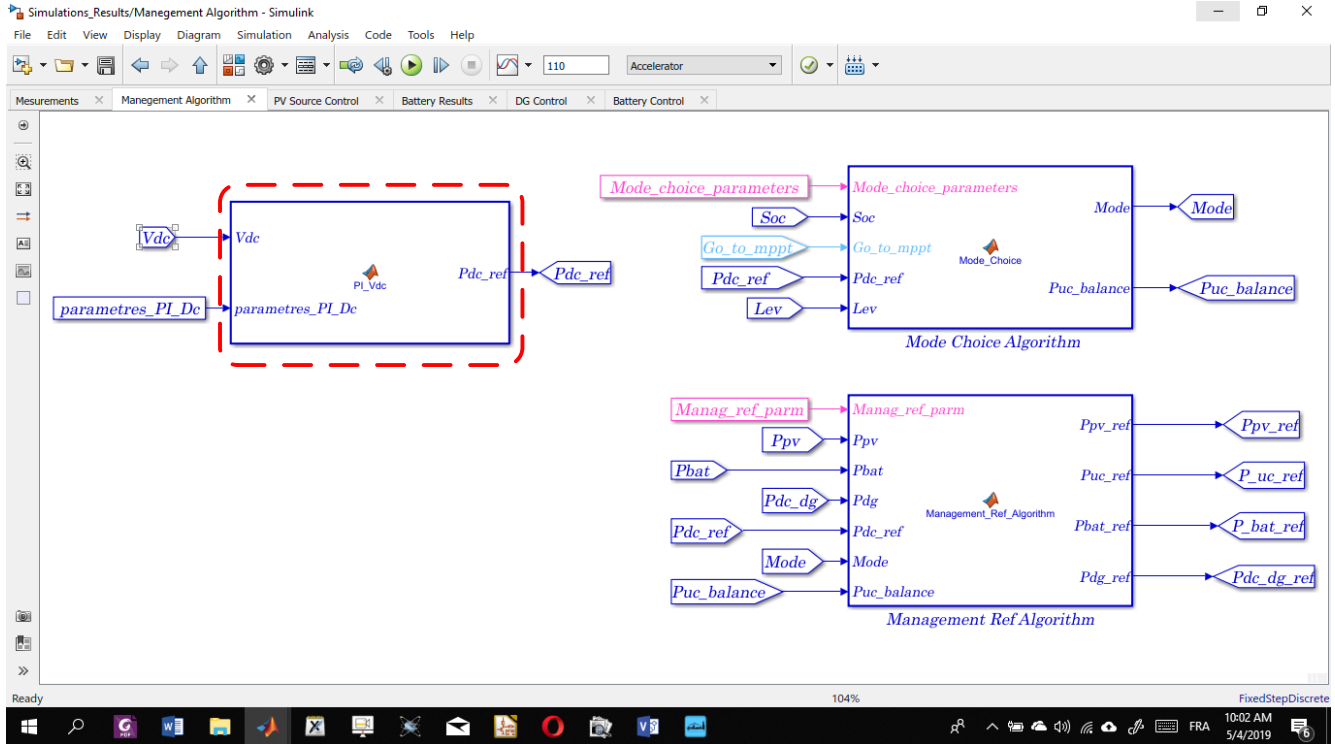 Simulations_Results/Manegement Algorithm - Simulink
File Edit View Display Diagram Simulation Analysis Code Tools Help
110 Accelerator
Mesurements Manegement Algorithm PV Source Control Battery Results DG Control Battery Control
Vdc
parametres_PI_Dc
Vdc
parametres_PI_Dc
PI_Vdc
Pdc_ref
Pdc_ref
Mode_choice_parameters
Soc
Go_to_mppt
Pdc_ref
Lev
Mode_choice_parameters
Soc
Go_to_mppt
Pdc_ref
Lev
Mode_Choice
Mode
Puc_balance
Mode
Puc_balance
Mode Choice Algorithm
Manag_ref_parm
Ppv
Pbat
Pdc_dg
Pdc_ref
Mode
Puc_balance
Manag_ref_parm
Ppv
Pbat
Pdg
Pdc_ref
Mode
Puc_balance
Management_Ref_Algorithm
Ppv_ref
Puc_ref
Pbat_ref
Pdg_ref
Ppv_ref
P_uc_ref
P_bat_ref
Pdc_dg_ref
Management Ref Algorithm
Ready 104% FixedStepDiscrete
FRA
10:02 AM
5/4/2019
6